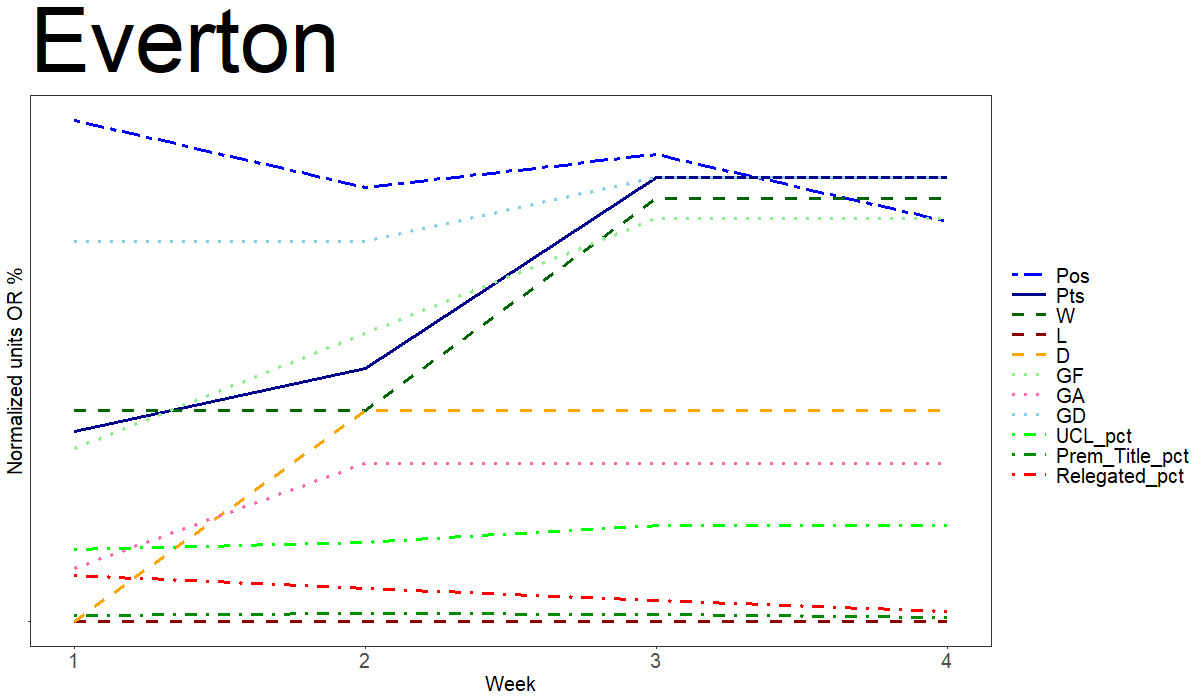 Everton
Normalized units OR %
Pos
Pts
W
L
D
GF
GA
GD
UCL_pct
Prem_Title_pct
Relegated_pct
1 2 3 4
Week